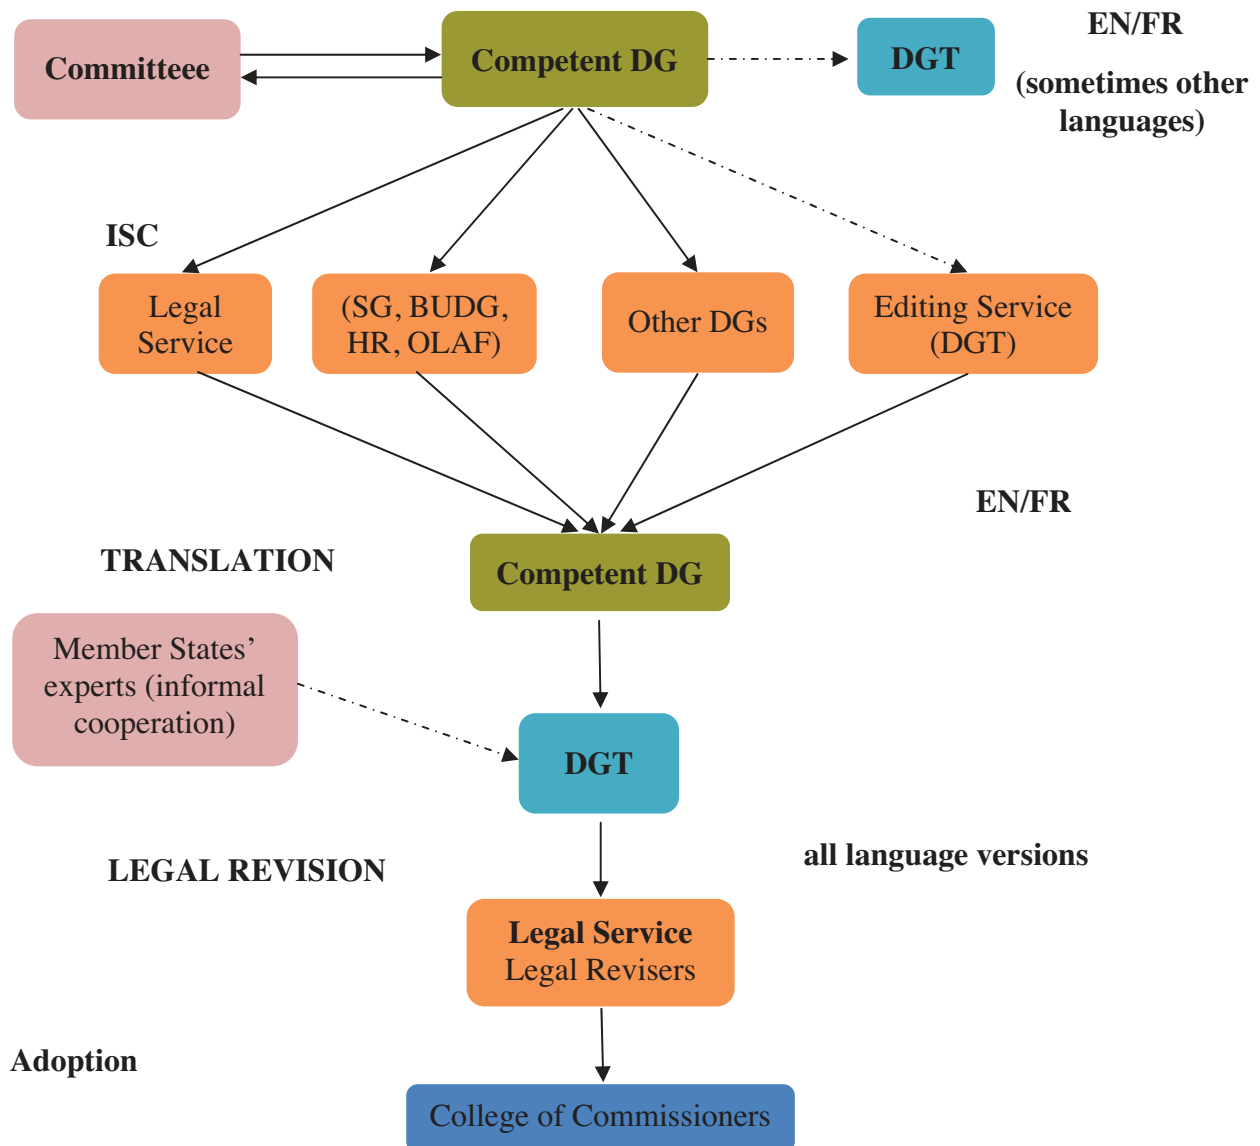 Committeee
Competent DG
DGT
EN/FR
(sometimes other
languages)
ISC
Legal
Service
(SG, BUDG,
HR, OLAF)
Other DGs
Editing Service
(DGT)
EN/FR
TRANSLATION
Competent DG
Member States’
experts (informal
cooperation)
DGT
LEGAL REVISION
all language versions
Legal Service
Legal Revisers
Adoption
College of Commissioners